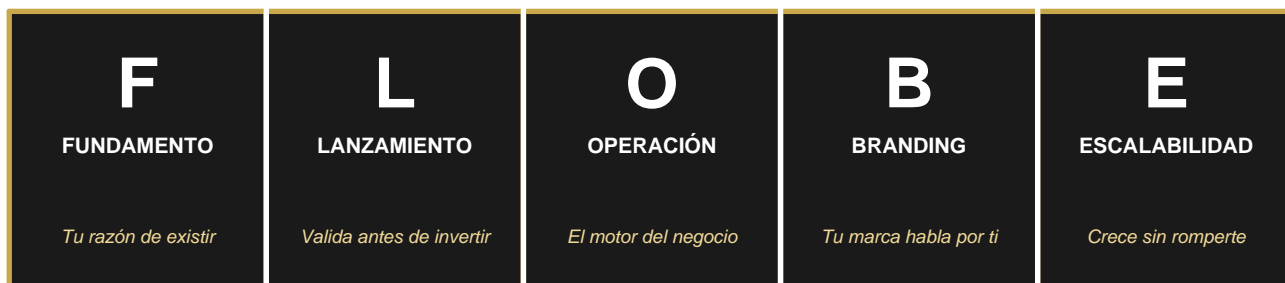 F
FUNDAMENTO
Tu razón de existir
L
LANZAMIENTO
Valida antes de invertir
O
OPERACIÓN
El motor del negocio
B
BRANDING
Tu marca habla por ti
E
ESCALABILIDAD
Crece sin romperte